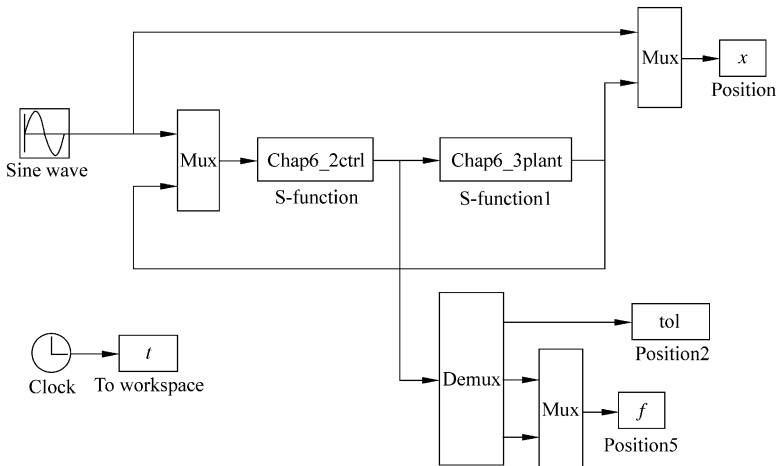 Mux
x
Position
Sine wave
Mux
Chap6_2ctrl
S-function
Chap6_3plant
S-function1
Clock
t
To workspace
Demux
tol
Position2
Mux
f
Position5